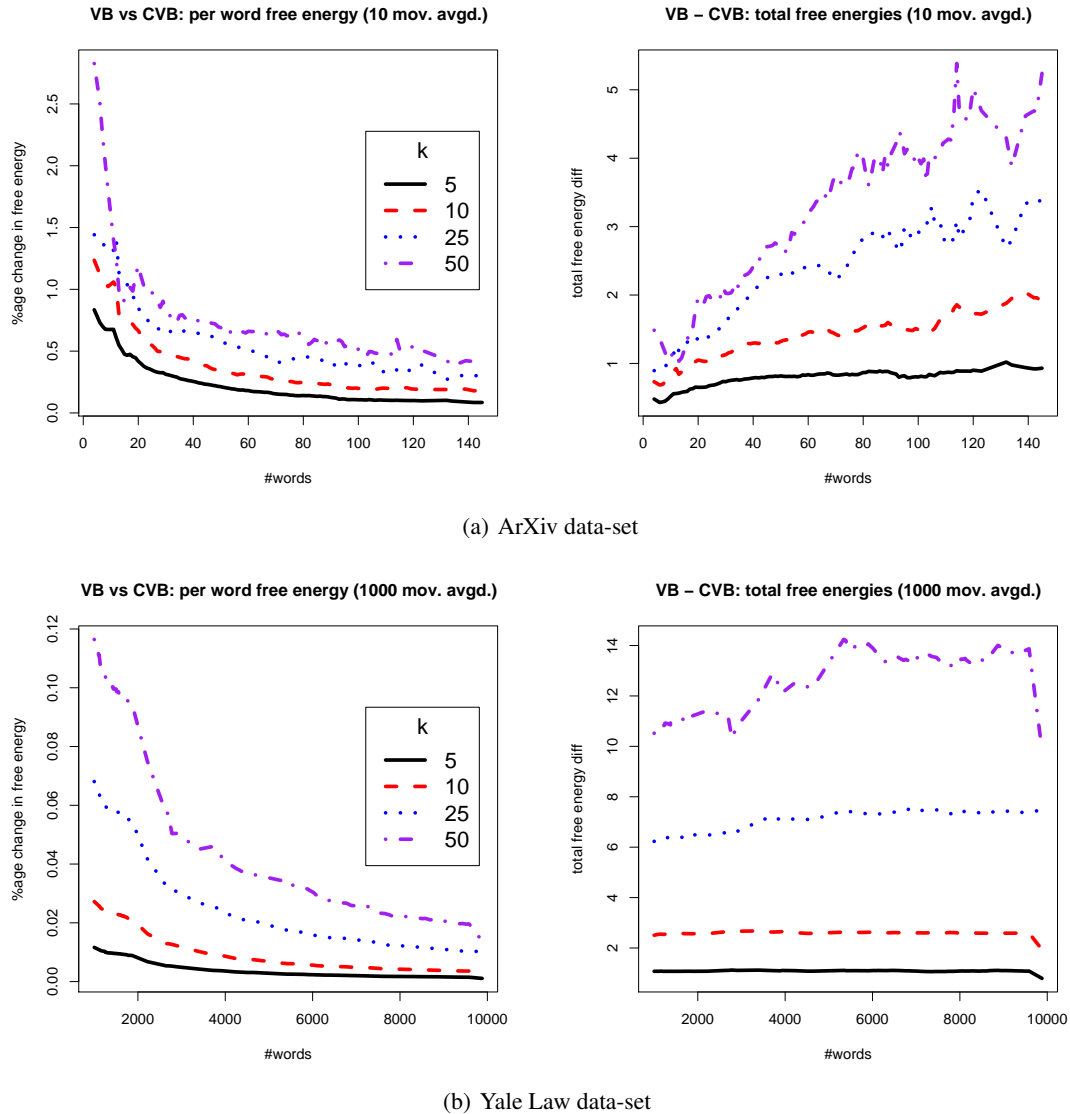 VB vs CVB: per word free energy (10 mov. avgd.)
%age change in free energy
0.0 0.5 1.0 1.5 2.0 2.5
k
5
10
25
50
0 20 40 60 80 100 120 140
#words
VB − CVB: total free energies (10 mov. avgd.)
total free energy diff
1 2 3 4 5
0 20 40 60 80 100 120 140
#words
(a) ArXiv data-set
VB vs CVB: per word free energy (1000 mov. avgd.)
%age change in free energy
0.00 0.02 0.04 0.06 0.08 0.10 0.12
k
5
10
25
50
2000 4000 6000 8000 10000
#words
VB − CVB: total free energies (1000 mov. avgd.)
total free energy diff
2 4 6 8 10 12 14
2000 4000 6000 8000 10000
#words
(b) Yale Law data-set